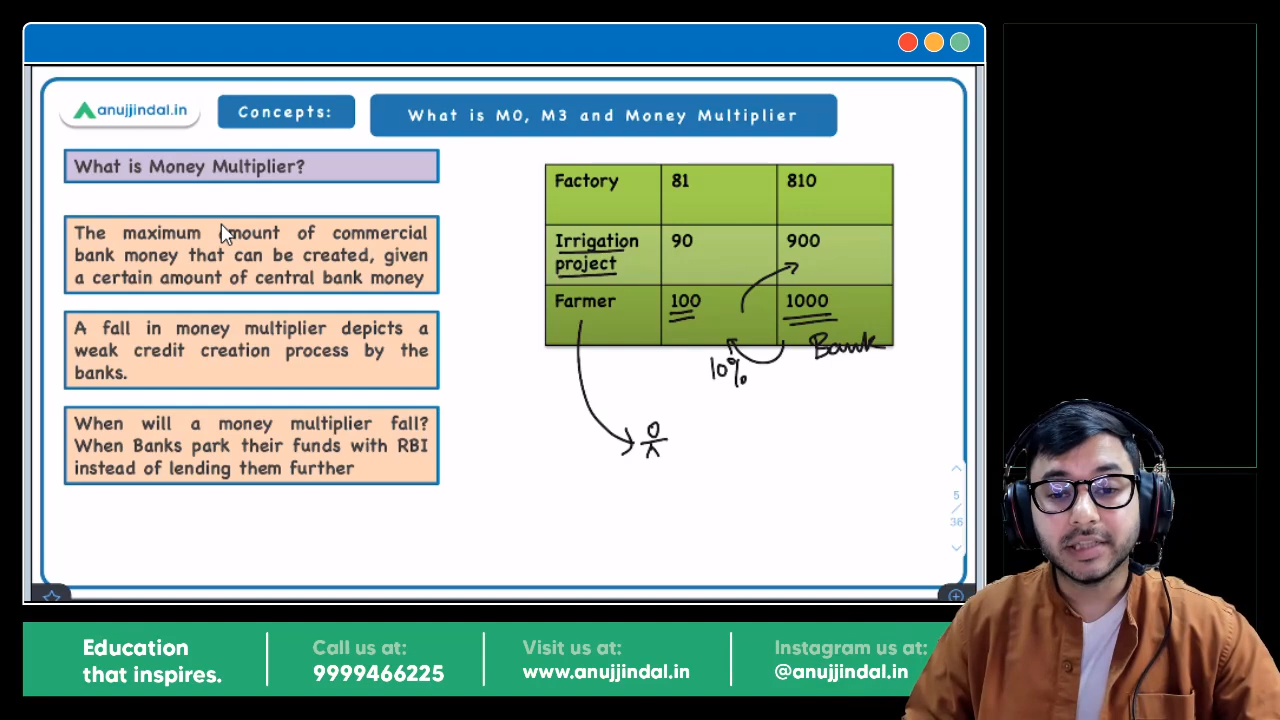 anujjindal.in
Concepts:
What is M0, M3 and Money Multiplier
What is Money Multiplier?
The maximum amount of commercial
bank money that can be created, given
a certain amount of central bank money
A fall in money multiplier depicts a
weak credit creation process by the
banks.
When will a money multiplier fall?
When Banks park their funds with RBI
instead of lending them further
Factory 81 810
Irrigation 90 900
project
Farmer 100 1000
Bank
10%
5
/
36
Education
that inspires.
Call us at:
9999466225
Visit us at:
www.anujjindal.in
Instagram us at:
@anujjindal.in